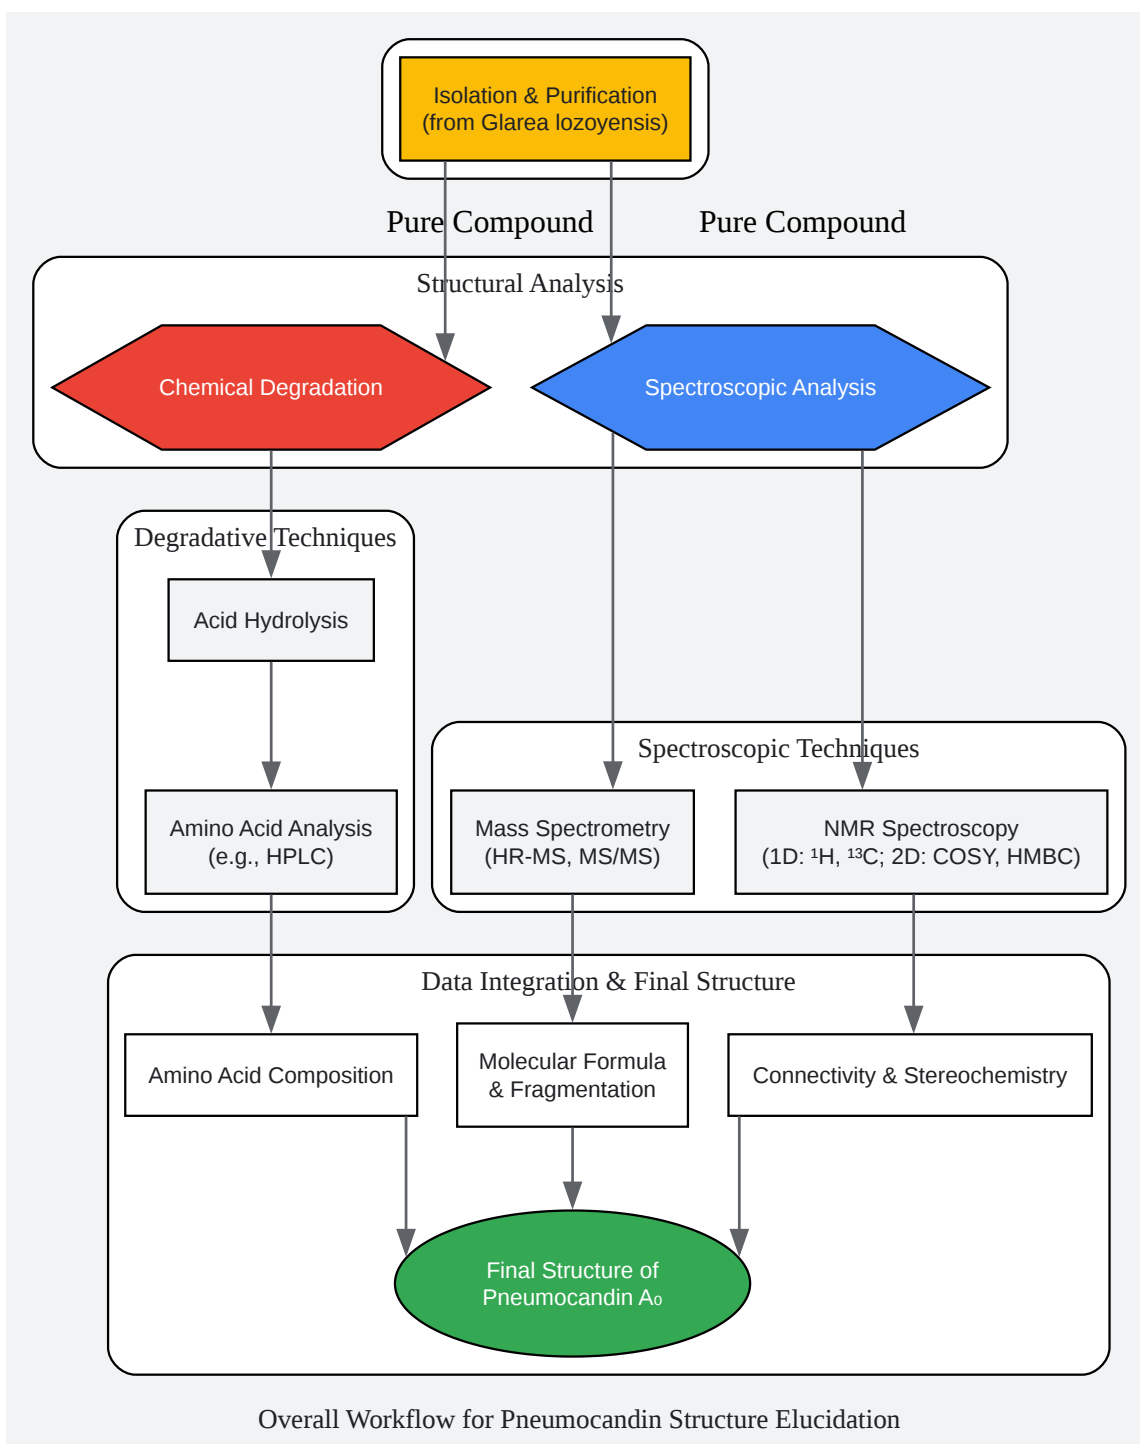 Isolation & Purification
(from Glarea lozoyensis)
Pure Compound
Pure Compound
Structural Analysis
Chemical Degradation
Spectroscopic Analysis
Degradative Techniques
Acid Hydrolysis
Spectroscopic Techniques
Amino Acid Analysis
(e.g., HPLC)
Mass Spectrometry
(HR-MS, MS/MS)
NMR Spectroscopy
(1D: ¹H, ¹³C; 2D: COSY, HMBC)
Data Integration & Final Structure
Amino Acid Composition
Molecular Formula
& Fragmentation
Connectivity & Stereochemistry
Final Structure of
Pneumocandin A₀
Overall Workflow for Pneumocandin Structure Elucidation